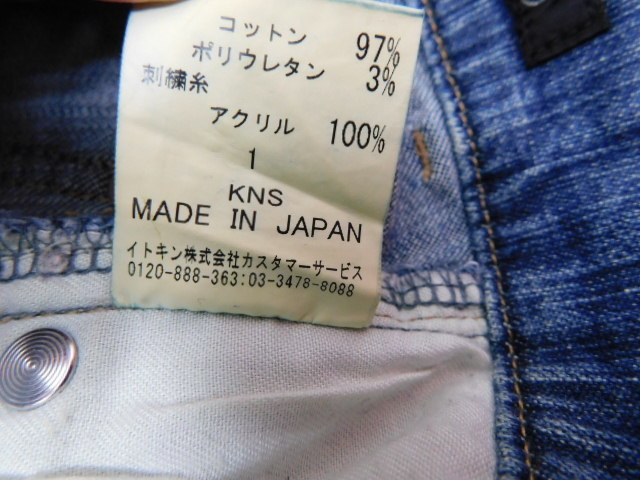 コットン 97%
ポリウレタン 3%
刺繍糸
アクリル 100%
1
KNS
MADE IN JAPAN
イトキン株式会社カスタマーサービス
0120-888-363:03-3478-8088